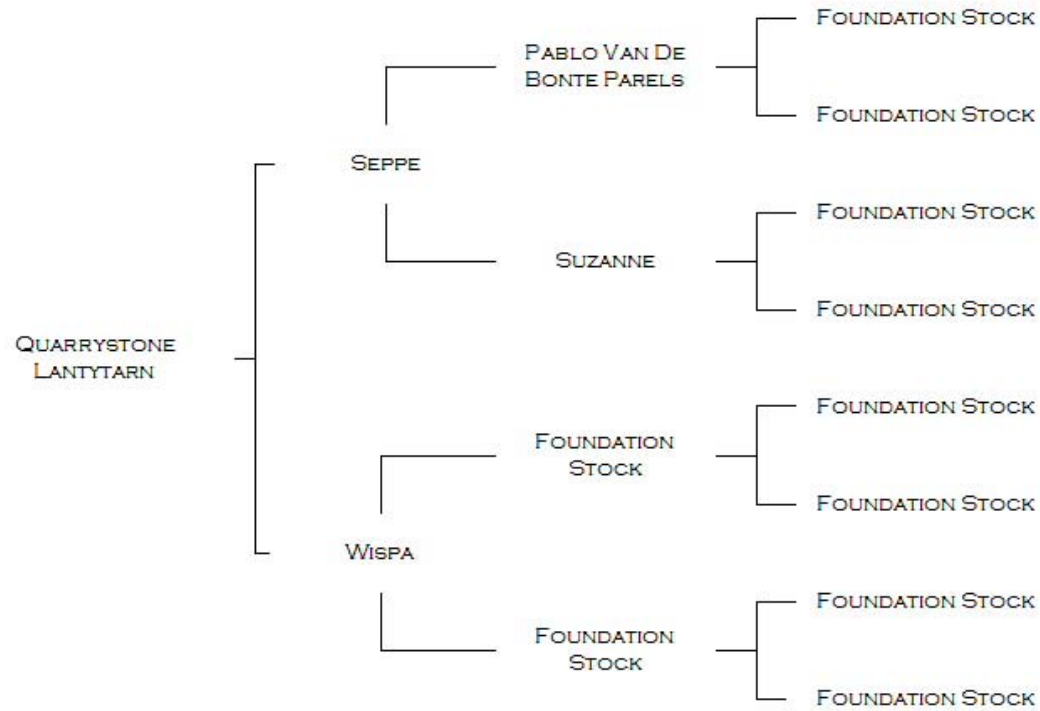 Foundation Stock
Pablo Van De
Bonte Parels
Foundation Stock
Seppe
Foundation Stock
Suzanne
Foundation Stock
Quarrystone
Lantytarn
Foundation Stock
Foundation
Stock
Foundation Stock
Wispa
Foundation Stock
Foundation
Stock
Foundation Stock